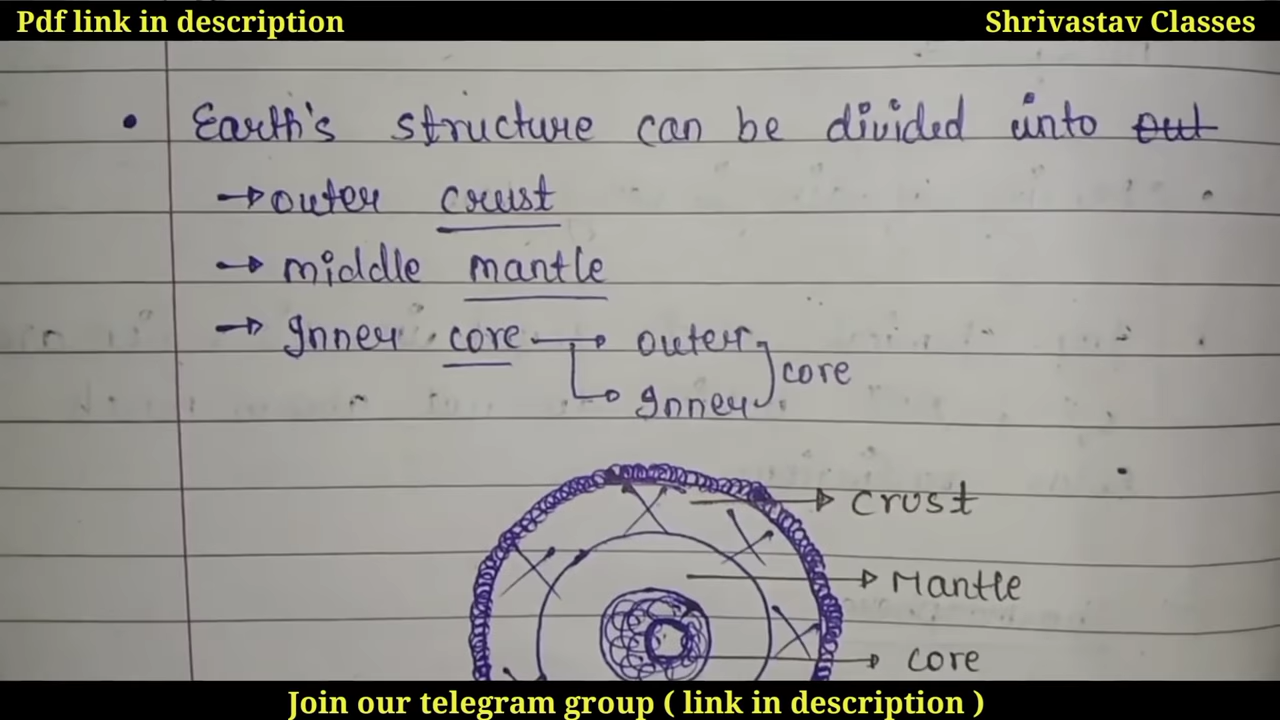 Pdf link in description
Shrivastav Classes
• Earth's structure can be divided into out
→ outer crust
→ middle mantle
→ Inner core → outer
core
→ Inner
Crust
Mantle
core
Join our telegram group ( link in description )